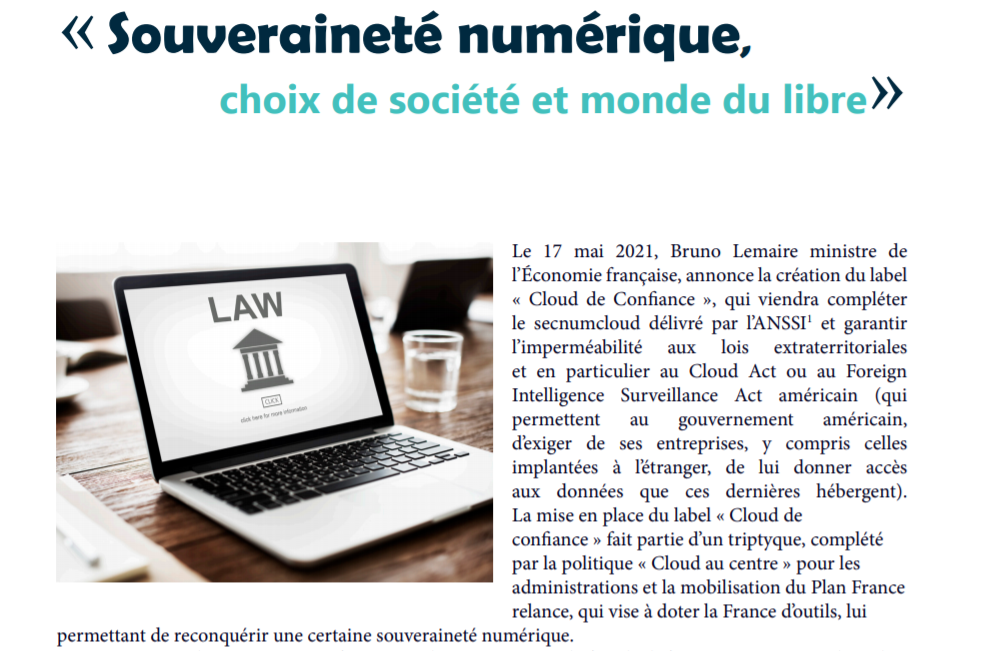 « Souveraineté numérique,
choix de société et monde du libre »
LAW
CLICK
click here for more information
Le 17 mai 2021, Bruno Lemaire ministre de
l'Économie française, annonce la création du label
« Cloud de Confiance », qui viendra compléter
le secnumcloud délivré par l'ANSSI¹ et garantir
l'imperméabilité aux lois extraterritoriales
et en particulier au Cloud Act ou au Foreign
Intelligence Surveillance Act américain (qui
permettent au gouvernement américain,
d'exiger de ses entreprises, y compris celles
implantées à l'étranger, de lui donner accès
aux données que ces dernières hébergent).
La mise en place du label « Cloud de
confiance » fait partie d'un triptyque, complété
par la politique « Cloud au centre » pour les
administrations et la mobilisation du Plan France
relance, qui vise à doter la France d'outils, lui
permettant de reconquérir une certaine souveraineté numérique.